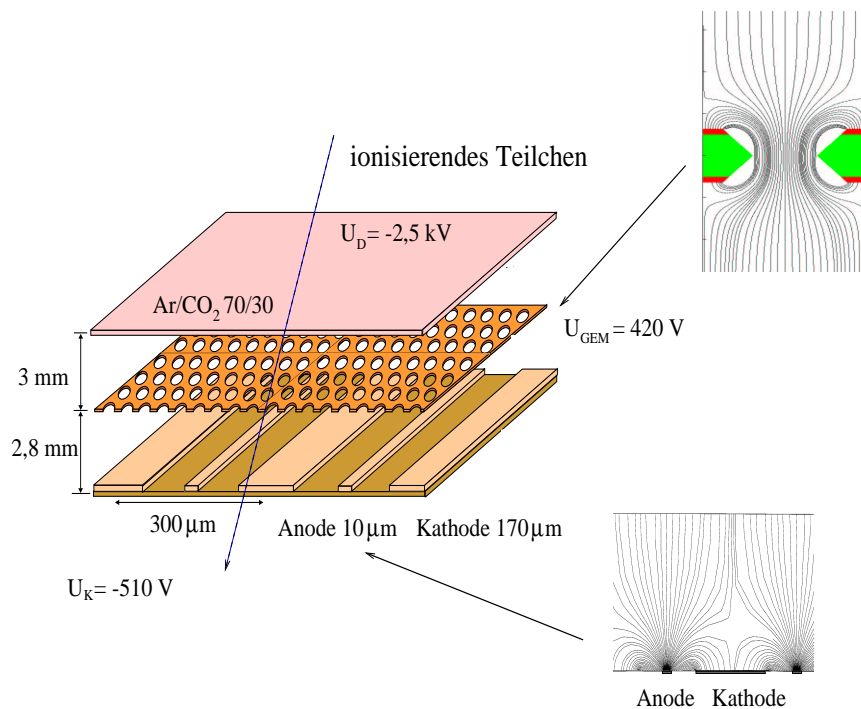 ionisierendes Teilchen
U_D = -2,5 kV
Ar/CO₂ 70/30
U_GEM = 420 V
3 mm
2,8 mm
300 μm
Anode 10 μm
Kathode 170 μm
U_K = -510 V
Anode
Kathode